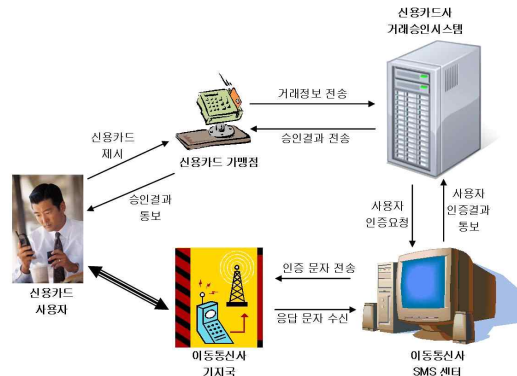 신용카드사
거래승인시스템
거래정보 전송
승인결과 전송
신용카드
제시
신용카드 가맹점
승인결과
통보
사용자
인증요청
사용자
인증결과
통보
신용카드
사용자
인증 문자 전송
응답 문자 수신
이동통신사
기지국
이동통신사
SMS 센터